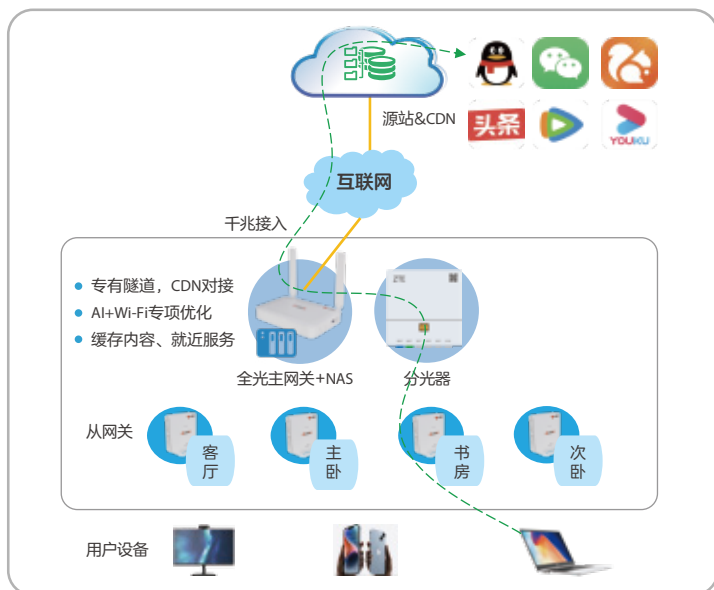 源站&CDN
头条
YOUKU
互联网
千兆接入
专有隧道，CDN对接
AI+Wi-Fi专项优化
缓存内容、就近服务
ZTE
全光主网关+NAS
分光器
从网关
客厅
主卧
书房
次卧
用户设备